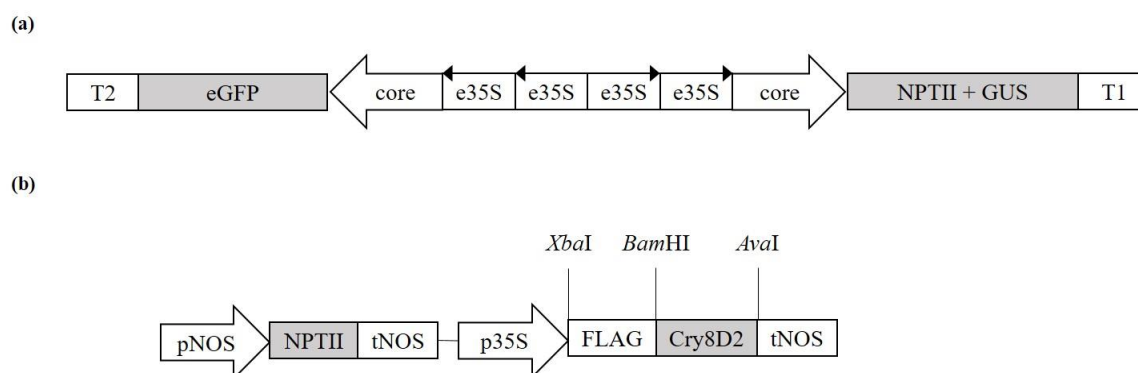 (a)
T2 eGFP core e35S e35S e35S e35S core NPTII + GUS T1
(b)
XbaI BamHI AvaI
pNOS NPTII tNOS p35S FLAG Cry8D2 tNOS